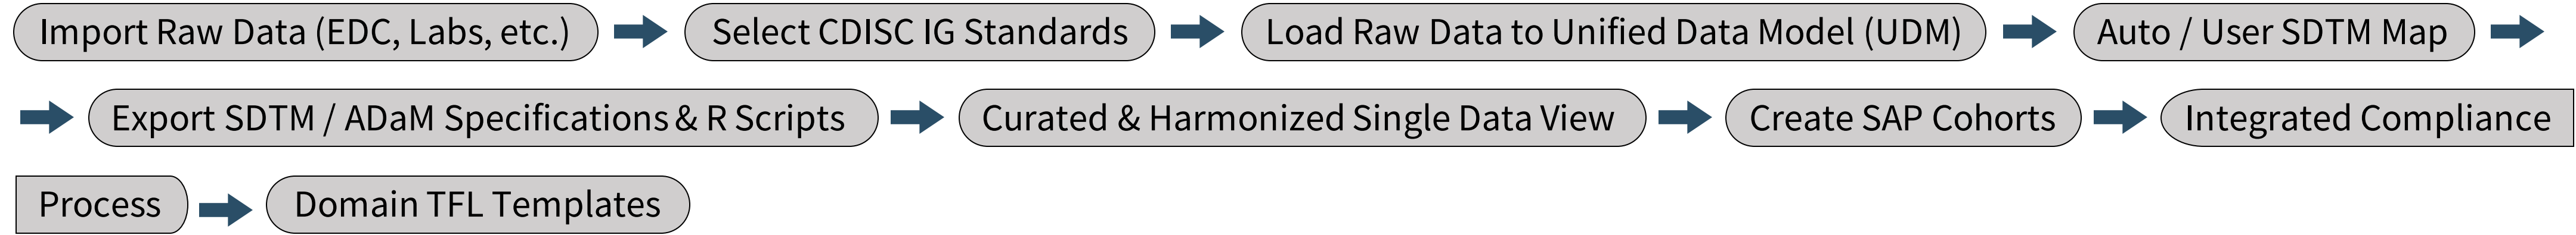 Import Raw Data (EDC, Labs, etc.) Select CDISC IG Standards Load Raw Data to Unified Data Model (UDM) Auto / User SDTM Map
Export SDTM / ADaM Specifications & R Scripts Curated & Harmonized Single Data View Create SAP Cohorts Integrated Compliance
Process Domain TFL Templates